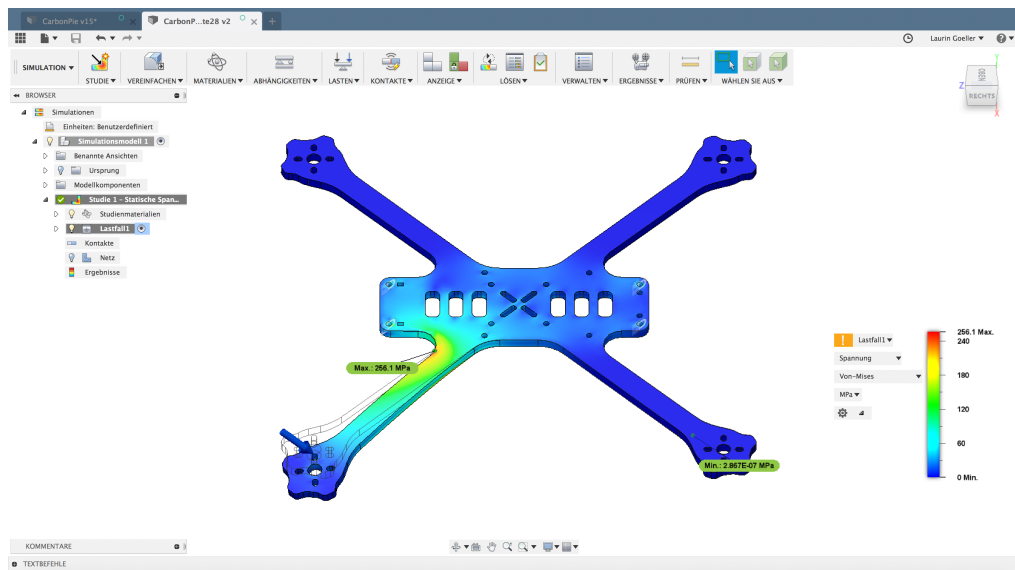 CarbonPie v15*
CarbonP...te28 v2
Laurin Goeller
SIMULATION
STUDIE
VEREINFACHEN
MATERIALIEN
ABHÄNGIGKEITEN
LASTEN
KONTAKTE
ANZEIGE
LÖSEN
VERWALTEN
ERGEBNISSE
PRÜFEN
WÄHLEN SIE AUS
BROWSER
Simulationen
Einheiten: Benutzerdefiniert
Simulationsmodell 1
Benannte Ansichten
Ursprung
Modellkomponenten
Studie 1 - Statische Span...
Studienmaterialien
Lastfall1
Kontakte
Netz
Ergebnisse
Y
Z
OBEN
RECHTS
X
Max.: 256.1 MPa
Min.: 2.867E-07 MPa
Lastfall1
Spannung
Von-Mises
MPa
256.1 Max.
240
180
120
60
0 Min.
KOMMENTARE
TEXTBEFEHLE